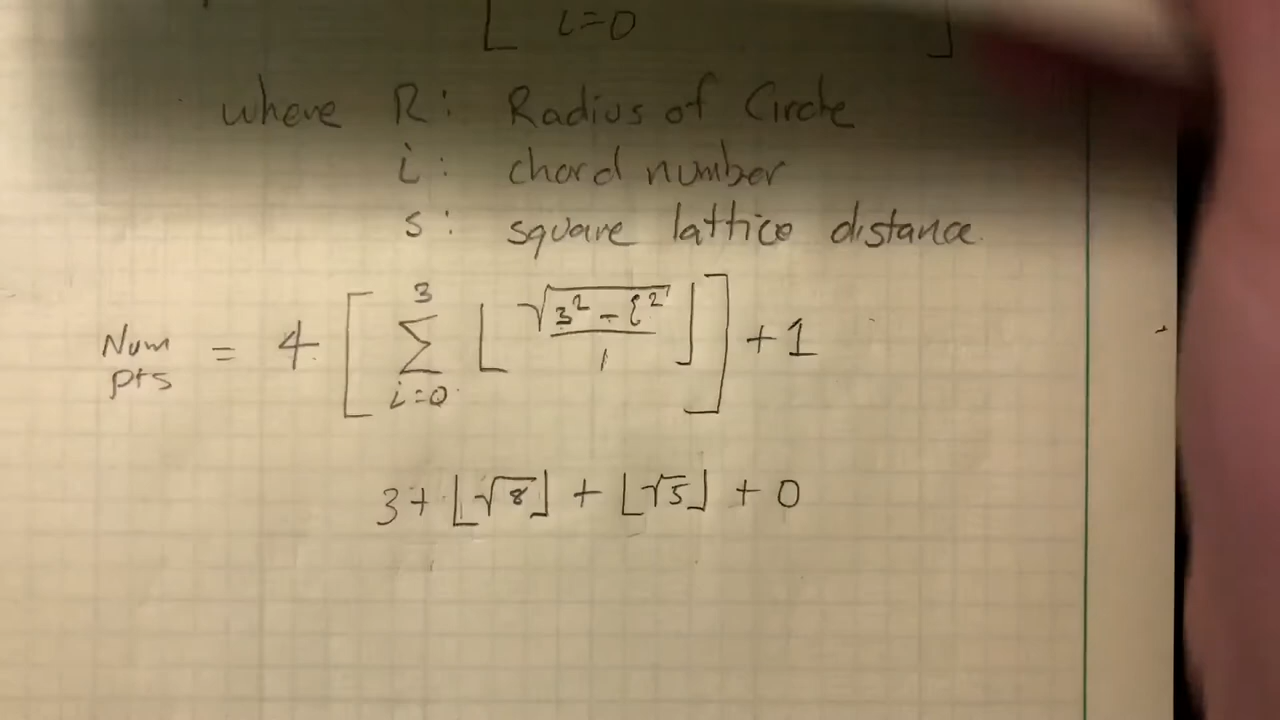 [ i=0 ]
where R: Radius of Circle
i: chord number
s: square lattice distance.
Num pts = 4 [ 3 ∑ i=0 ⌊ √(3² - i²) / 1 ⌋ ] + 1
3 + ⌊√8⌋ + ⌊√5⌋ + 0